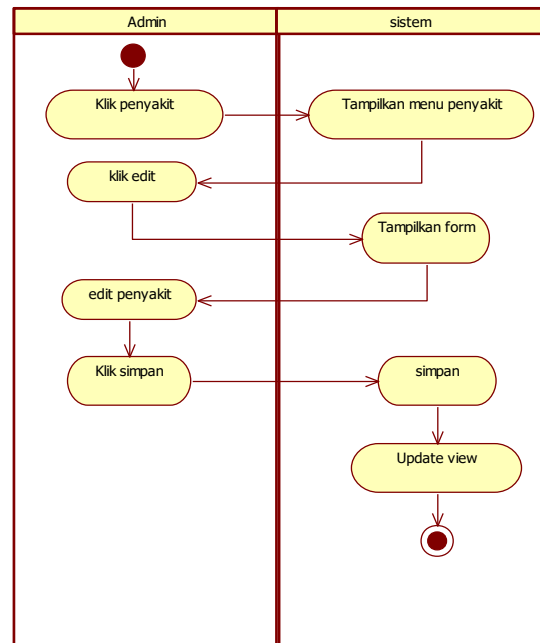 Admin
sistem
Klik penyakit
Tampilkan menu penyakit
klik edit
Tampilkan form
edit penyakit
Klik simpan
simpan
Update view